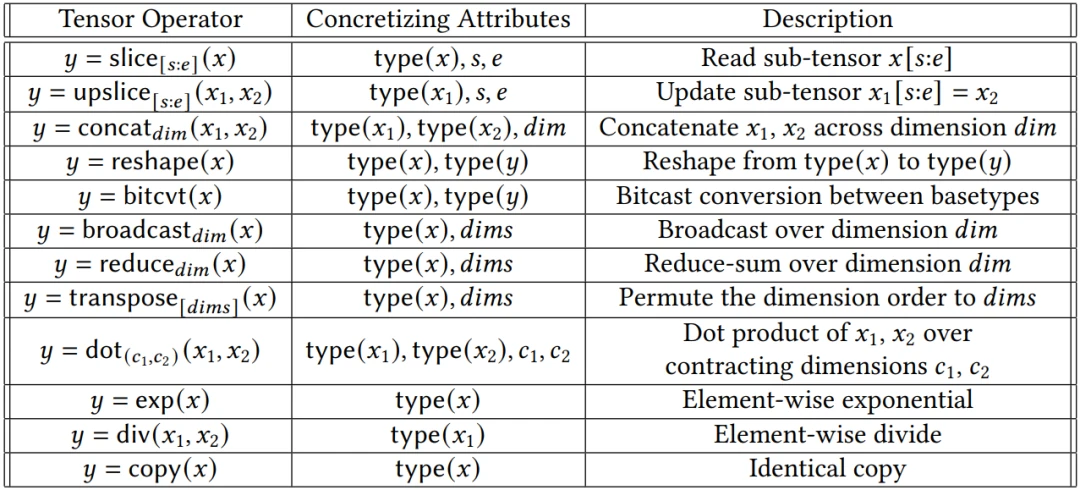 Tensor Operator Concretizing Attributes Description
y = slice[s:e](x) type(x), s, e Read sub-tensor x[s:e]
y = upslice[s:e](x1, x2) type(x1), s, e Update sub-tensor x1[s:e] = x2
y = concatdim(x1, x2) type(x1), type(x2), dim Concatenate x1, x2 across dimension dim
y = reshape(x) type(x), type(y) Reshape from type(x) to type(y)
y = bitcvt(x) type(x), type(y) Bitcast conversion between basetypes
y = broadcastdim(x) type(x), dims Broadcast over dimension dim
y = reducedim(x) type(x), dims Reduce-sum over dimension dim
y = transpose[dims](x) type(x), dims Permute the dimension order to dims
y = dot(c1,c2)(x1, x2) type(x1), type(x2), c1, c2 Dot product of x1, x2 over
contracting dimensions c1, c2
y = exp(x) type(x) Element-wise exponential
y = div(x1, x2) type(x1) Element-wise divide
y = copy(x) type(x) Identical copy